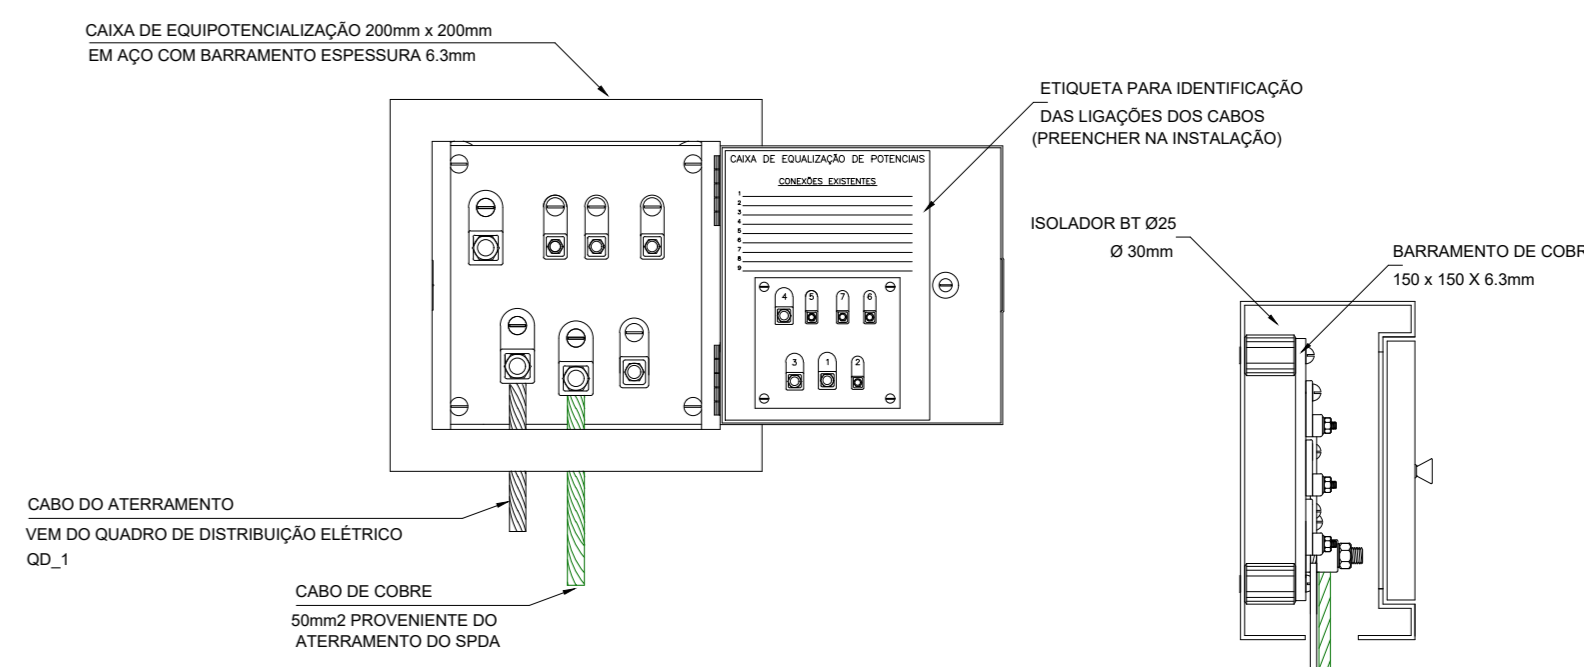 CAIXA DE EQUIPOTENCIALIZAÇÃO 200mm x 200mm
EM AÇO COM BARRAMENTO ESPESSURA 6.3mm
ETIQUETA PARA IDENTIFICAÇÃO
DAS LIGAÇÕES DOS CABOS
(PREENCHER NA INSTALAÇÃO)
CAIXA DE EQUALIZAÇÃO DE POTENCIAIS
CONEXÕES EXISTENTES
1
2
3
4
5
6
7
8
9
4 5 7 6
3 1 2
ISOLADOR BT Ø25
Ø 30mm
BARRAMENTO DE COBR
150 x 150 X 6.3mm
CABO DO ATERRAMENTO
VEM DO QUADRO DE DISTRIBUIÇÃO ELÉTRICO
QD_1
CABO DE COBRE
50mm2 PROVENIENTE DO
ATERRAMENTO DO SPDA